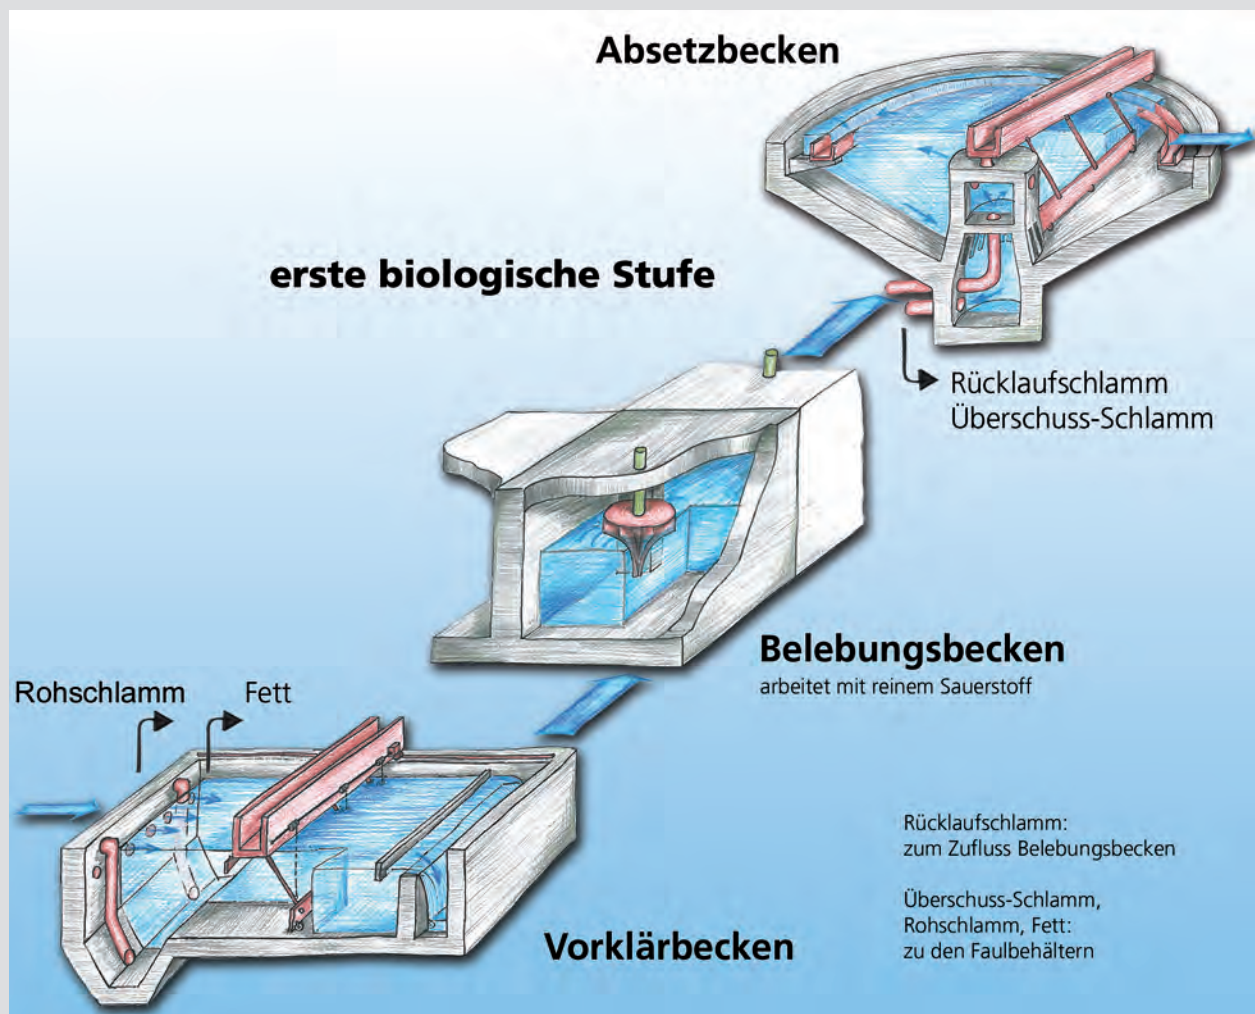 Absetzbecken
erste biologische Stufe
Rücklaufschlamm
Überschuss-Schlamm
Belebungsbecken
arbeitet mit reinem Sauerstoff
Rohschlamm
Fett
Rücklaufschlamm:
zum Zufluss Belebungsbecken
Überschuss-Schlamm,
Rohschlamm, Fett:
zu den Faulbehältern
Vorklärbecken